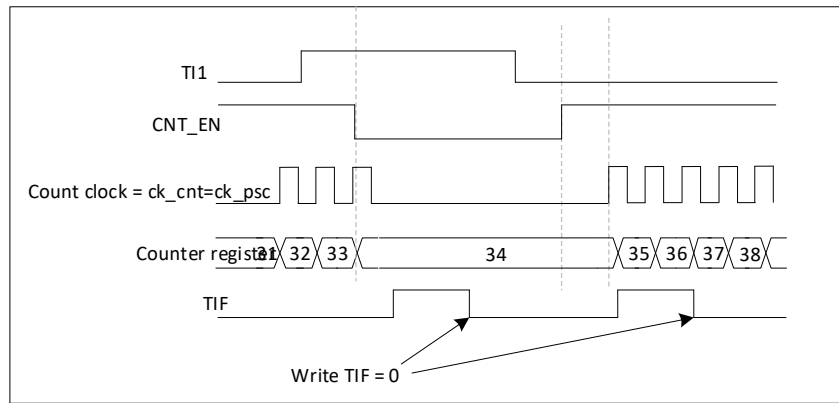 TI1
CNT_EN
Count clock = ck_cnt=ck_psc
Counter register 31 32 33 34 35 36 37 38
TIF
Write TIF = 0